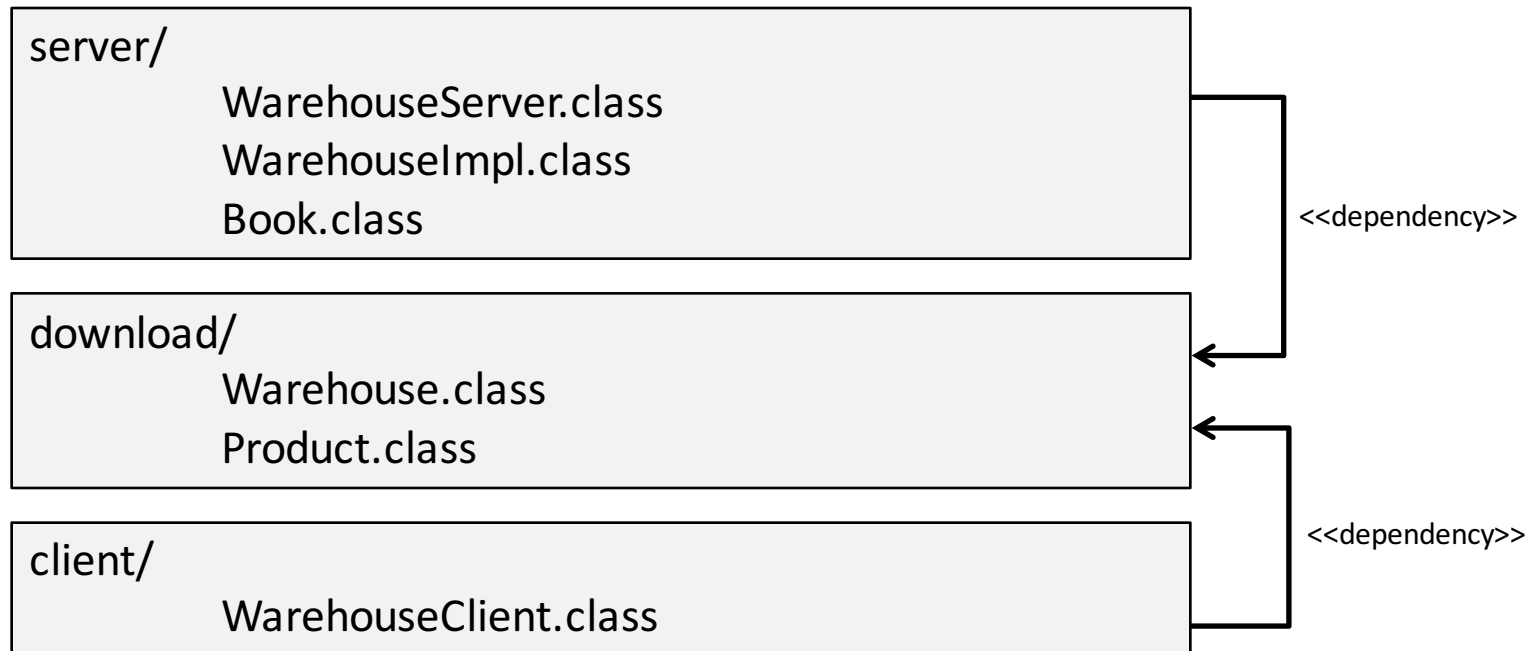 server/
WarehouseServer.class
WarehouseImpl.class
Book.class
<<dependency>>
download/
Warehouse.class
Product.class
<<dependency>>
client/
WarehouseClient.class